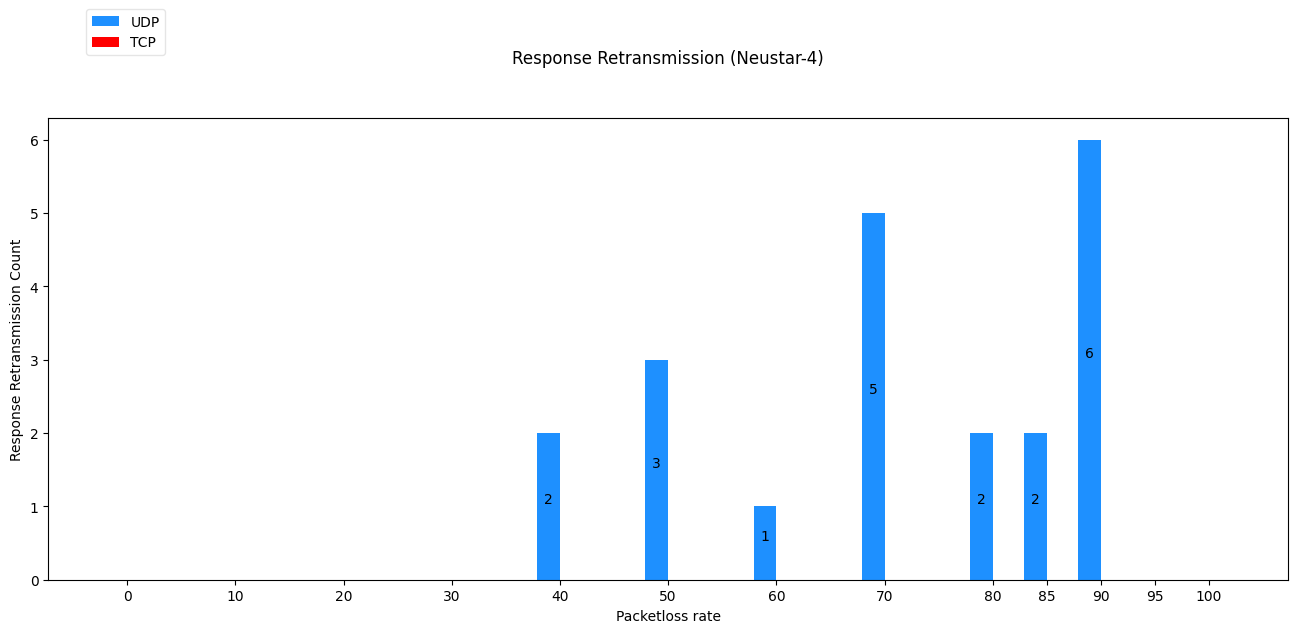 UDP
TCP
Response Retransmission (Neustar-4)
Response Retransmission Count
6
5
4
3
2
1
0
2
3
1
5
2
2
6
0 10 20 30 40 50 60 70 80 85 90 95 100
Packetloss rate